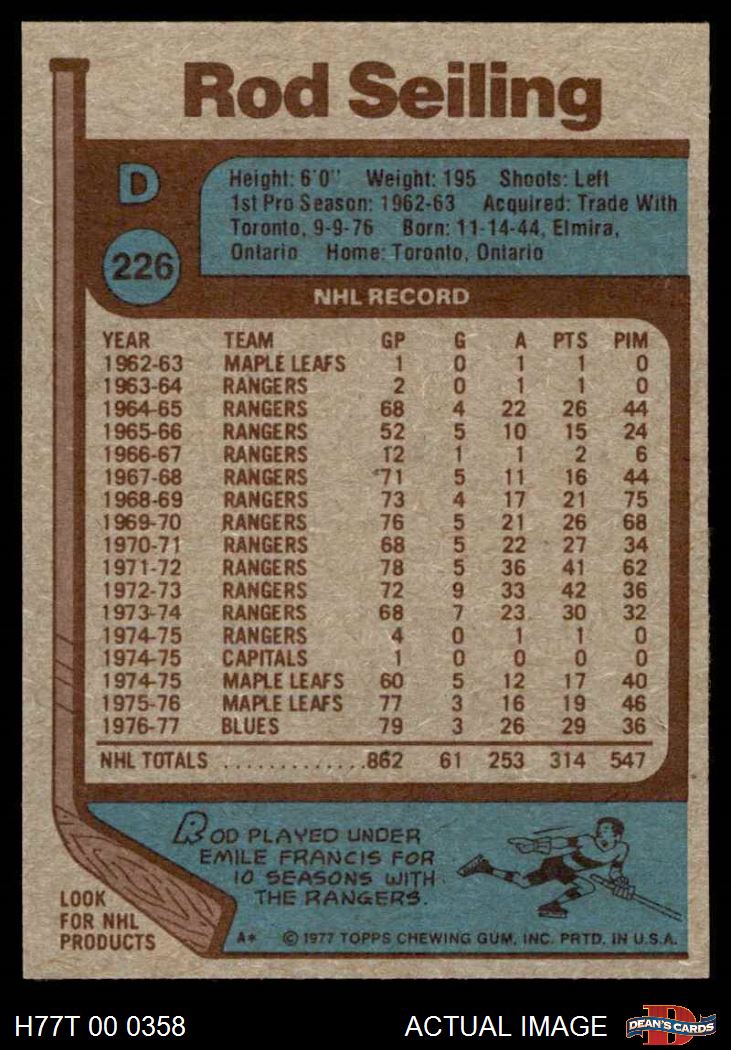 Rod Seiling
D
226
Height: 6'0" Weight: 195 Shoots: Left
1st Pro Season: 1962-63 Acquired: Trade With
Toronto, 9-9-76 Born: 11-14-44, Elmira,
Ontario Home: Toronto, Ontario
NHL RECORD
YEAR TEAM GP G A PTS PIM
1962-63 MAPLE LEAFS 1 0 1 1 0
1963-64 RANGERS 2 0 1 1 0
1964-65 RANGERS 68 4 22 26 44
1965-66 RANGERS 52 5 10 15 24
1966-67 RANGERS 12 1 1 2 6
1967-68 RANGERS 71 5 11 16 44
1968-69 RANGERS 73 4 17 21 75
1969-70 RANGERS 76 5 21 26 68
1970-71 RANGERS 68 5 22 27 34
1971-72 RANGERS 78 5 36 41 62
1972-73 RANGERS 72 9 33 42 36
1973-74 RANGERS 68 7 23 30 32
1974-75 RANGERS 4 0 1 1 0
1974-75 CAPITALS 1 0 0 0 0
1974-75 MAPLE LEAFS 60 5 12 17 40
1975-76 MAPLE LEAFS 77 3 16 19 46
1976-77 BLUES 79 3 26 29 36
NHL TOTALS .............862 61 253 314 547
ROD PLAYED UNDER
EMILE FRANCIS FOR
10 SEASONS WITH
THE RANGERS.
LOOK
FOR NHL
PRODUCTS
A* © 1977 TOPPS CHEWING GUM, INC. PRTD. IN U.S.A.
H77T 00 0358 ACTUAL IMAGE D DEAN'S CARDS